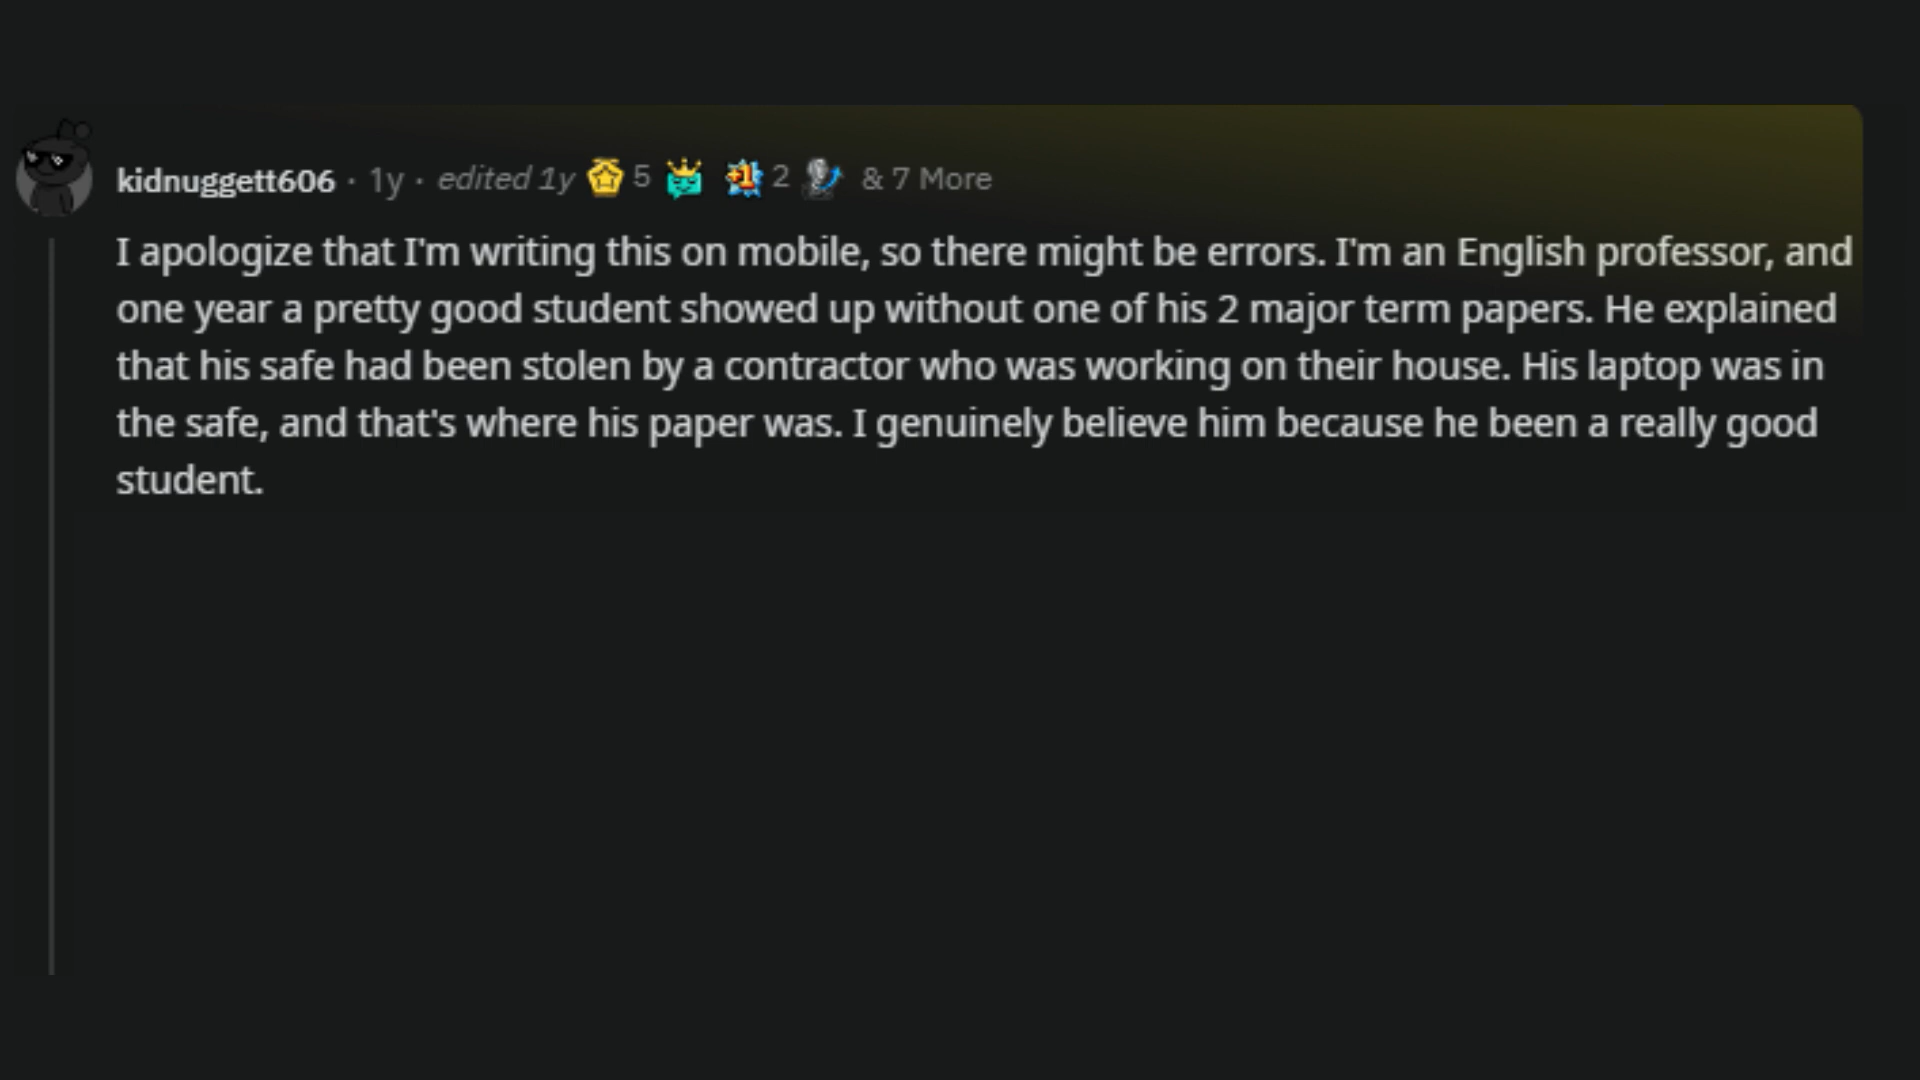 kidnuggett606 · 1y · edited 1y 5 +1 2 & 7 More
I apologize that I'm writing this on mobile, so there might be errors. I'm an English professor, and
one year a pretty good student showed up without one of his 2 major term papers. He explained
that his safe had been stolen by a contractor who was working on their house. His laptop was in
the safe, and that's where his paper was. I genuinely believe him because he been a really good
student.